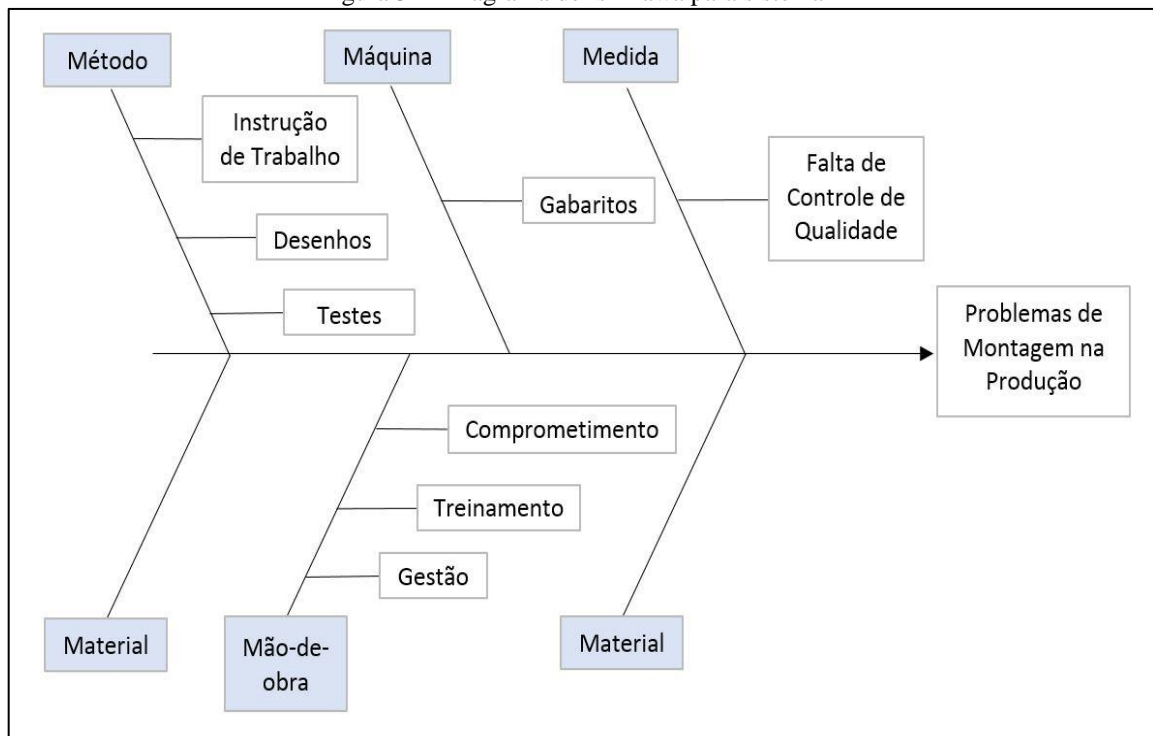 Método
Máquina
Medida
Instrução
de Trabalho
Falta de
Controle de
Qualidade
Gabaritos
Desenhos
Testes
Problemas de
Montagem na
Produção
Comprometimento
Treinamento
Gestão
Material
Mão-de-
obra
Material